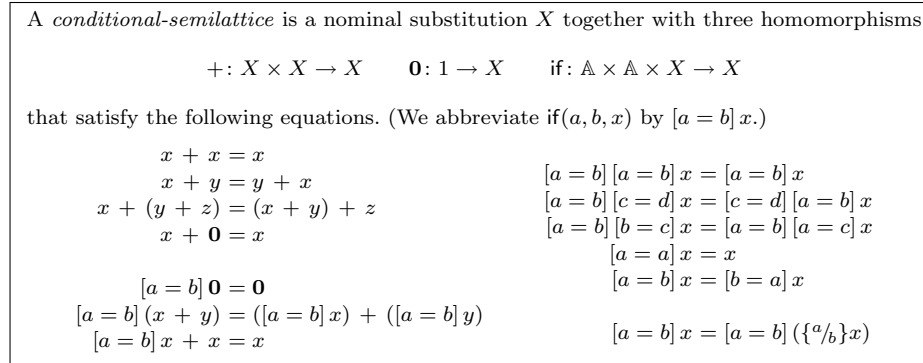 A conditional-semilattice is a nominal substitution X together with three homomorphisms
+: X × X → X 0: 1 → X if: 𝔸 × 𝔸 × X → X
that satisfy the following equations. (We abbreviate if(a, b, x) by [a = b] x.)
x + x = x
x + y = y + x
x + (y + z) = (x + y) + z
x + 0 = x
[a = b] 0 = 0
[a = b] (x + y) = ([a = b] x) + ([a = b] y)
[a = b] x + x = x
[a = b] [a = b] x = [a = b] x
[a = b] [c = d] x = [c = d] [a = b] x
[a = b] [b = c] x = [a = b] [a = c] x
[a = a] x = x
[a = b] x = [b = a] x
[a = b] x = [a = b] ({a/b}x)